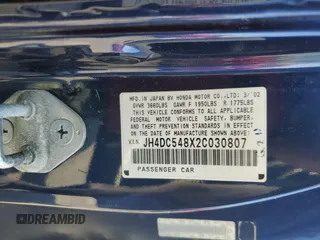 MFD. IN JAPAN BY HONDA MOTOR CO., LTD: 3/02
GVWR 3660LBS GAWR F 1950LBS R 1775LBS
THIS VEHICLE CONFORMS TO ALL APPLICABLE
FEDERAL MOTOR VEHICLE SAFETY, BUMPER,
AND THEFT PREVENTION STANDARDS IN EFFECT
ON THE DATE OF MANUFACTURE SHOWN ABOVE.
V.I.N. JH4DC548X2C030807
PASSENGER CAR
© DREAMBID